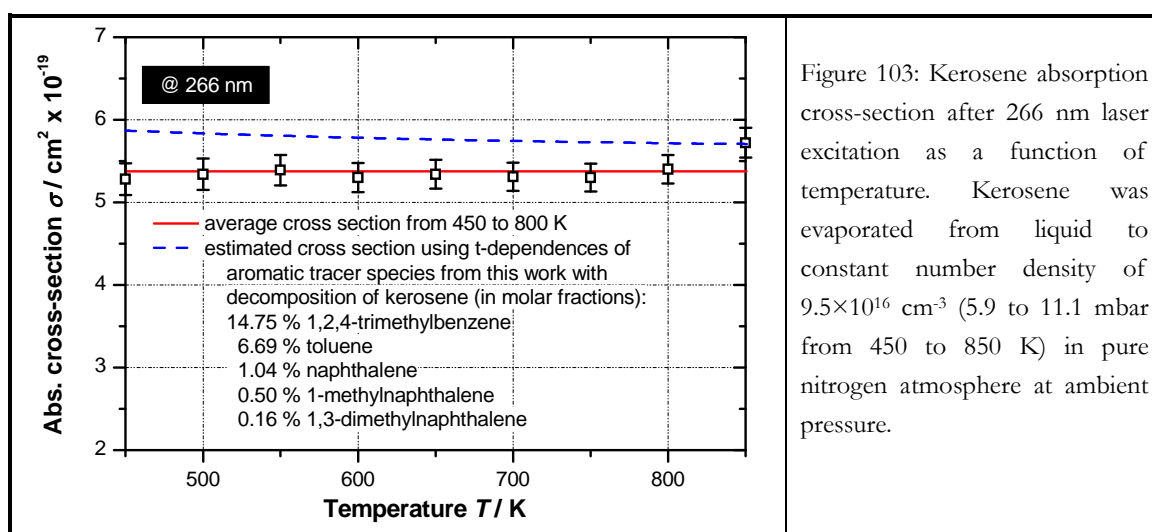 7
6
5
4
3
2
Abs. cross-section σ / cm² x 10⁻¹⁹
@ 266 nm
average cross section from 450 to 800 K
estimated cross section using t-dependences of
aromatic tracer species from this work with
decomposition of kerosene (in molar fractions):
14.75 % 1,2,4-trimethylbenzene
6.69 % toluene
1.04 % naphthalene
0.50 % 1-methylnaphthalene
0.16 % 1,3-dimethylnaphthalene
500 600 700 800
Temperature T / K
Figure 103: Kerosene absorption
cross-section after 266 nm laser
excitation as a function of
temperature. Kerosene was
evaporated from liquid to
constant number density of
9.5×10¹⁶ cm⁻³ (5.9 to 11.1 mbar
from 450 to 850 K) in pure
nitrogen atmosphere at ambient
pressure.